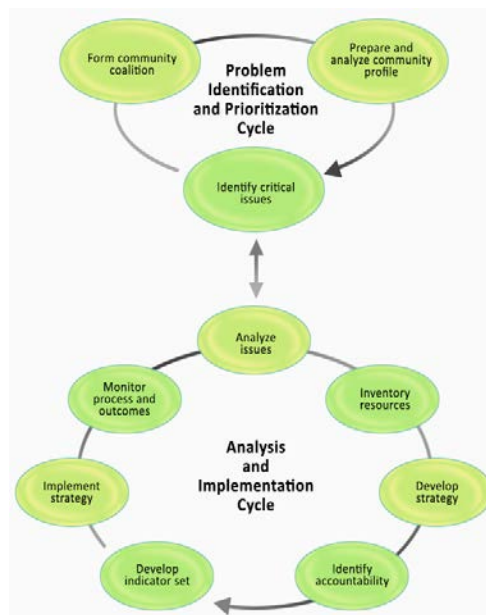 Form community
coalition
Prepare and
analyze community
profile
Problem
Identification
and Prioritization
Cycle
Identify critical
issues
Analyze
issues
Monitor
process and
outcomes
Inventory
resources
Analysis
and
Implementation
Cycle
Implement
strategy
Develop
strategy
Develop
indicator set
Identify
accountability